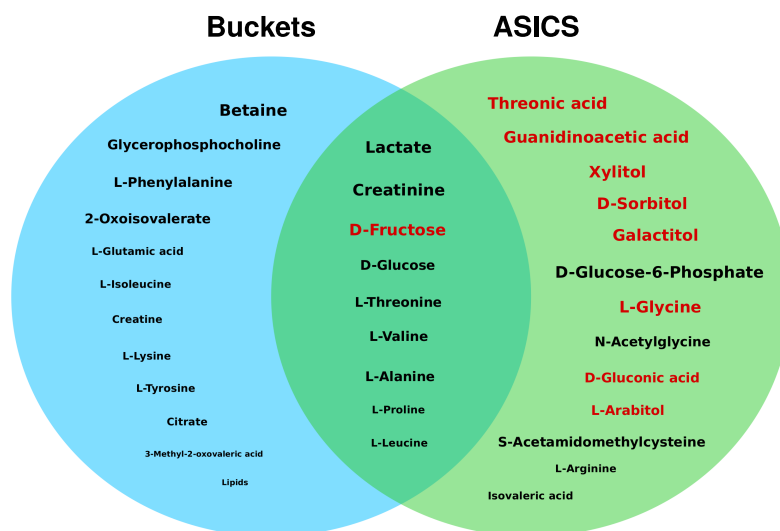 Buckets
ASICS
Betaine
Glycerophosphocholine
L-Phenylalanine
2-Oxoisovalerate
L-Glutamic acid
L-Isoleucine
Creatine
L-Lysine
L-Tyrosine
Citrate
3-Methyl-2-oxovaleric acid
Lipids
Lactate
Creatinine
D-Fructose
D-Glucose
L-Threonine
L-Valine
L-Alanine
L-Proline
L-Leucine
Threonic acid
Guanidinoacetic acid
Xylitol
D-Sorbitol
Galactitol
D-Glucose-6-Phosphate
L-Glycine
N-Acetylglycine
D-Gluconic acid
L-Arabitol
S-Acetamidomethylcysteine
L-Arginine
Isovaleric acid